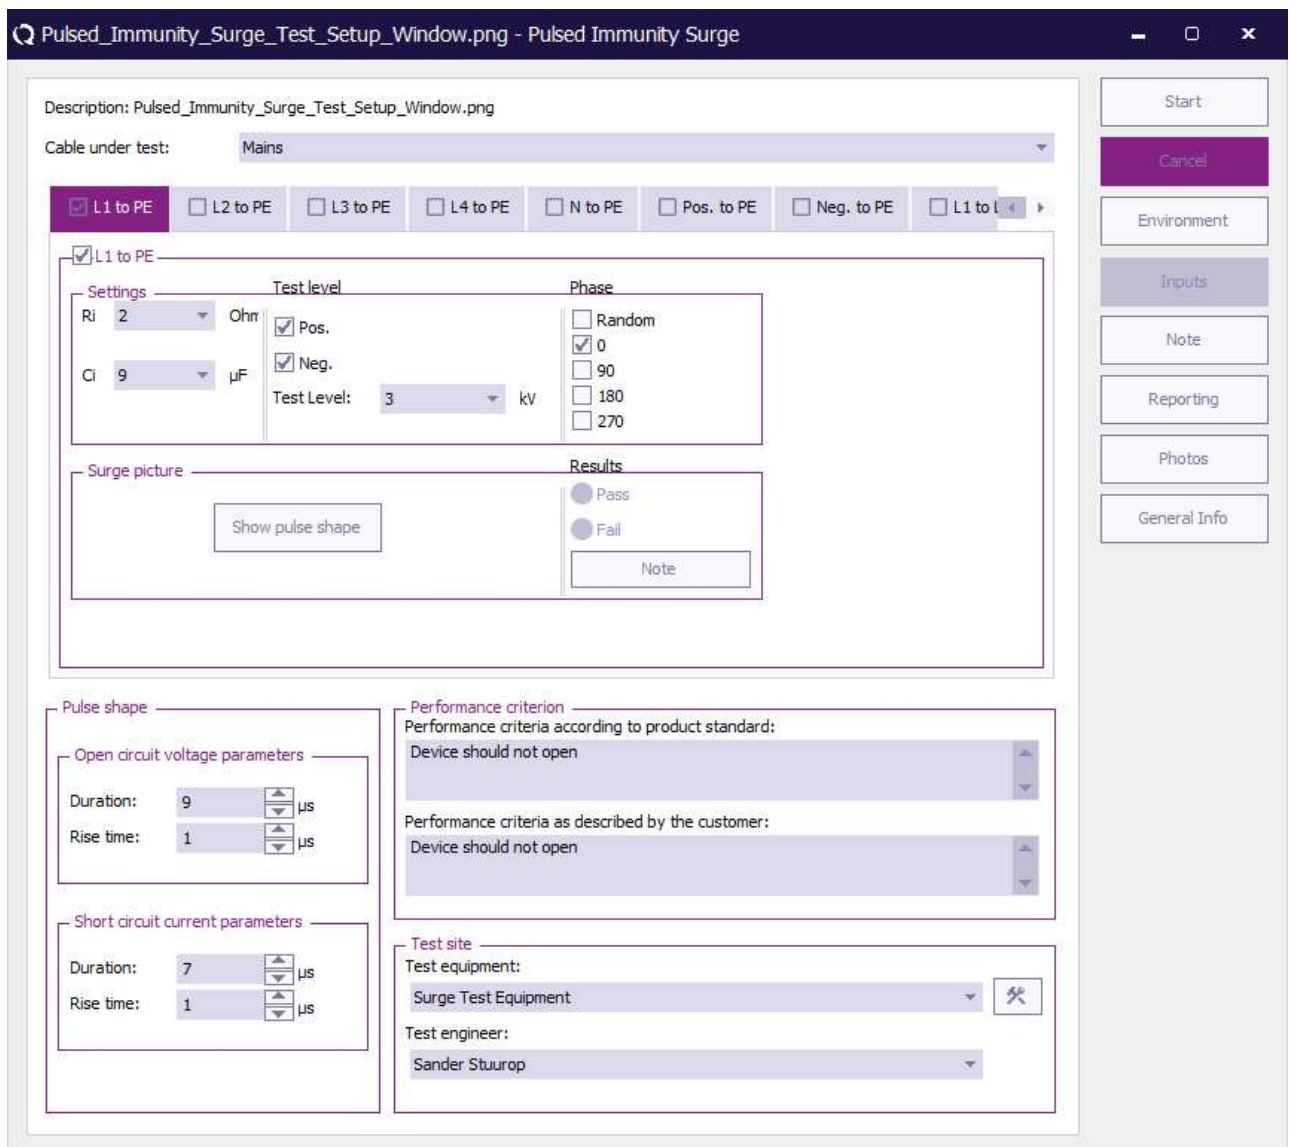 Pulsed_Immunity_Surge_Test_Setup_Window.png - Pulsed Immunity Surge
Description: Pulsed_Immunity_Surge_Test_Setup_Window.png
Cable under test: Mains
L1 to PE L2 to PE L3 to PE L4 to PE N to PE Pos. to PE Neg. to PE L1 to L
L1 to PE
Settings
Ri 2 Ohm
Ci 9 µF
Test level
Pos.
Neg.
Test Level: 3 kV
Phase
Random
0
90
180
270
Surge picture
Show pulse shape
Results
Pass
Fail
Note
Pulse shape
Open circuit voltage parameters
Duration: 9 µs
Rise time: 1 µs
Short circuit current parameters
Duration: 7 µs
Rise time: 1 µs
Performance criterion
Performance criteria according to product standard:
Device should not open
Performance criteria as described by the customer:
Device should not open
Test site
Test equipment:
Surge Test Equipment
Test engineer:
Sander Stuurop
Start
Cancel
Environment
Inputs
Note
Reporting
Photos
General Info